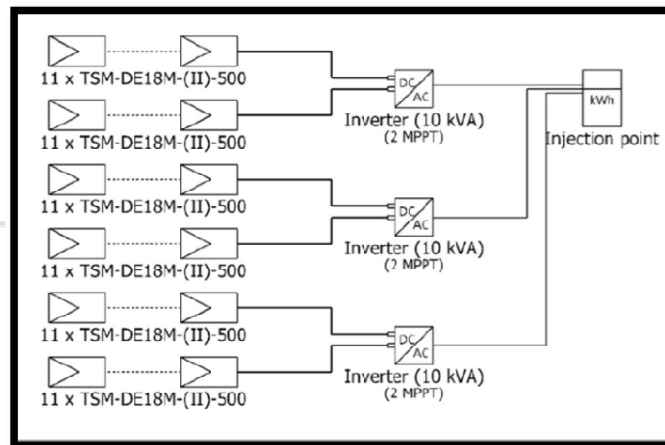 11 x TSM-DE18M-(II)-500
DC
AC
kWh
11 x TSM-DE18M-(II)-500
Inverter (10 kVA)
(2 MPPT)
Injection point
11 x TSM-DE18M-(II)-500
DC
AC
11 x TSM-DE18M-(II)-500
Inverter (10 kVA)
(2 MPPT)
11 x TSM-DE18M-(II)-500
DC
AC
11 x TSM-DE18M-(II)-500
Inverter (10 kVA)
(2 MPPT)